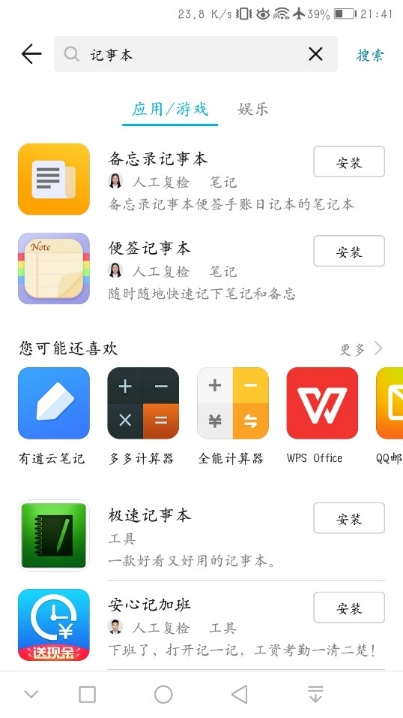 23.8 K/s 39% 21:41
记事本 搜索
应用/游戏 娱乐
备忘录记事本
安装
人工复检 笔记
备忘录记事本便签手账日记本的笔记本
Note
便签记事本
安装
人工复检 笔记
随时随地快速记下笔记和备忘
您可能还喜欢 更多
有道云笔记 多多计算器 全能计算器 WPS Office QQ邮
极速记事本
安装
工具
一款好看又好用的记事本。
安心记加班
安装
送现金
人工复检 工具
下班了，打开记一记，工资考勤一清二楚！